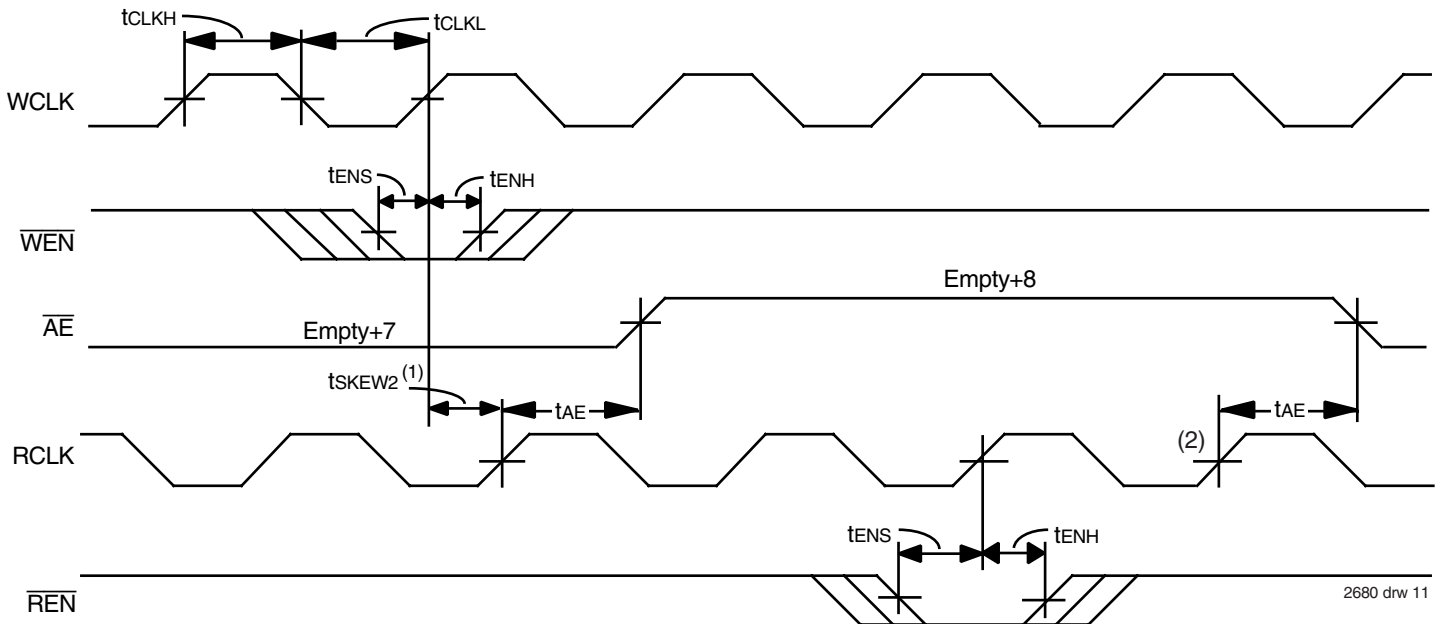 tCLKH tCLKL
WCLK
tENS tENH
WEN
Empty+8
AE
Empty+7
tSKEW2 (1)
tAE tAE
(2)
RCLK
tENS tENH
2680 drw 11
REN